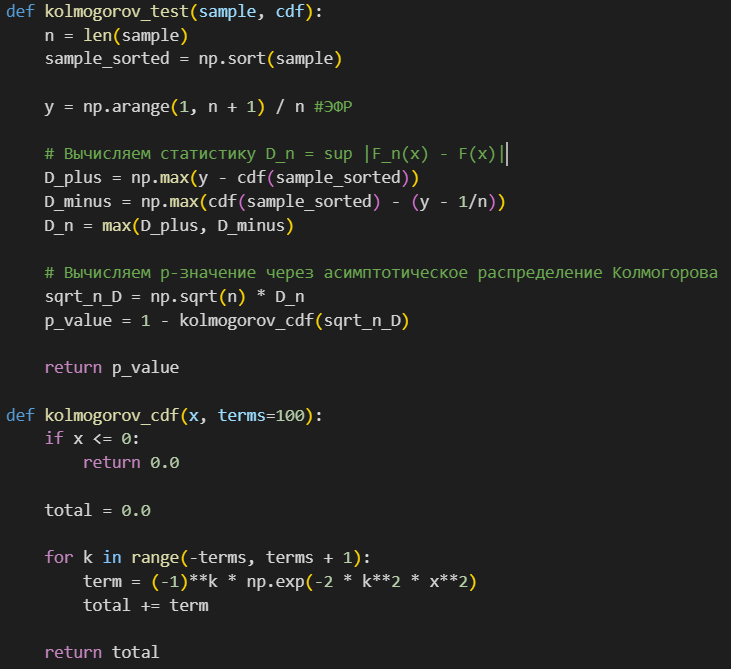 def kolmogorov_test(sample, cdf):
    n = len(sample)
    sample_sorted = np.sort(sample)
    y = np.arange(1, n + 1) / n #ЭФР
    # Вычисляем статистику D_n = sup |F_n(x) - F(x)|
    D_plus = np.max(y - cdf(sample_sorted))
    D_minus = np.max(cdf(sample_sorted) - (y - 1/n))
    D_n = max(D_plus, D_minus)
    # Вычисляем p-значение через асимптотическое распределение Колмогорова
    sqrt_n_D = np.sqrt(n) * D_n
    p_value = 1 - kolmogorov_cdf(sqrt_n_D)
    return p_value
def kolmogorov_cdf(x, terms=100):
    if x <= 0:
        return 0.0
    total = 0.0
    for k in range(-terms, terms + 1):
        term = (-1)**k * np.exp(-2 * k**2 * x**2)
        total += term
    return total